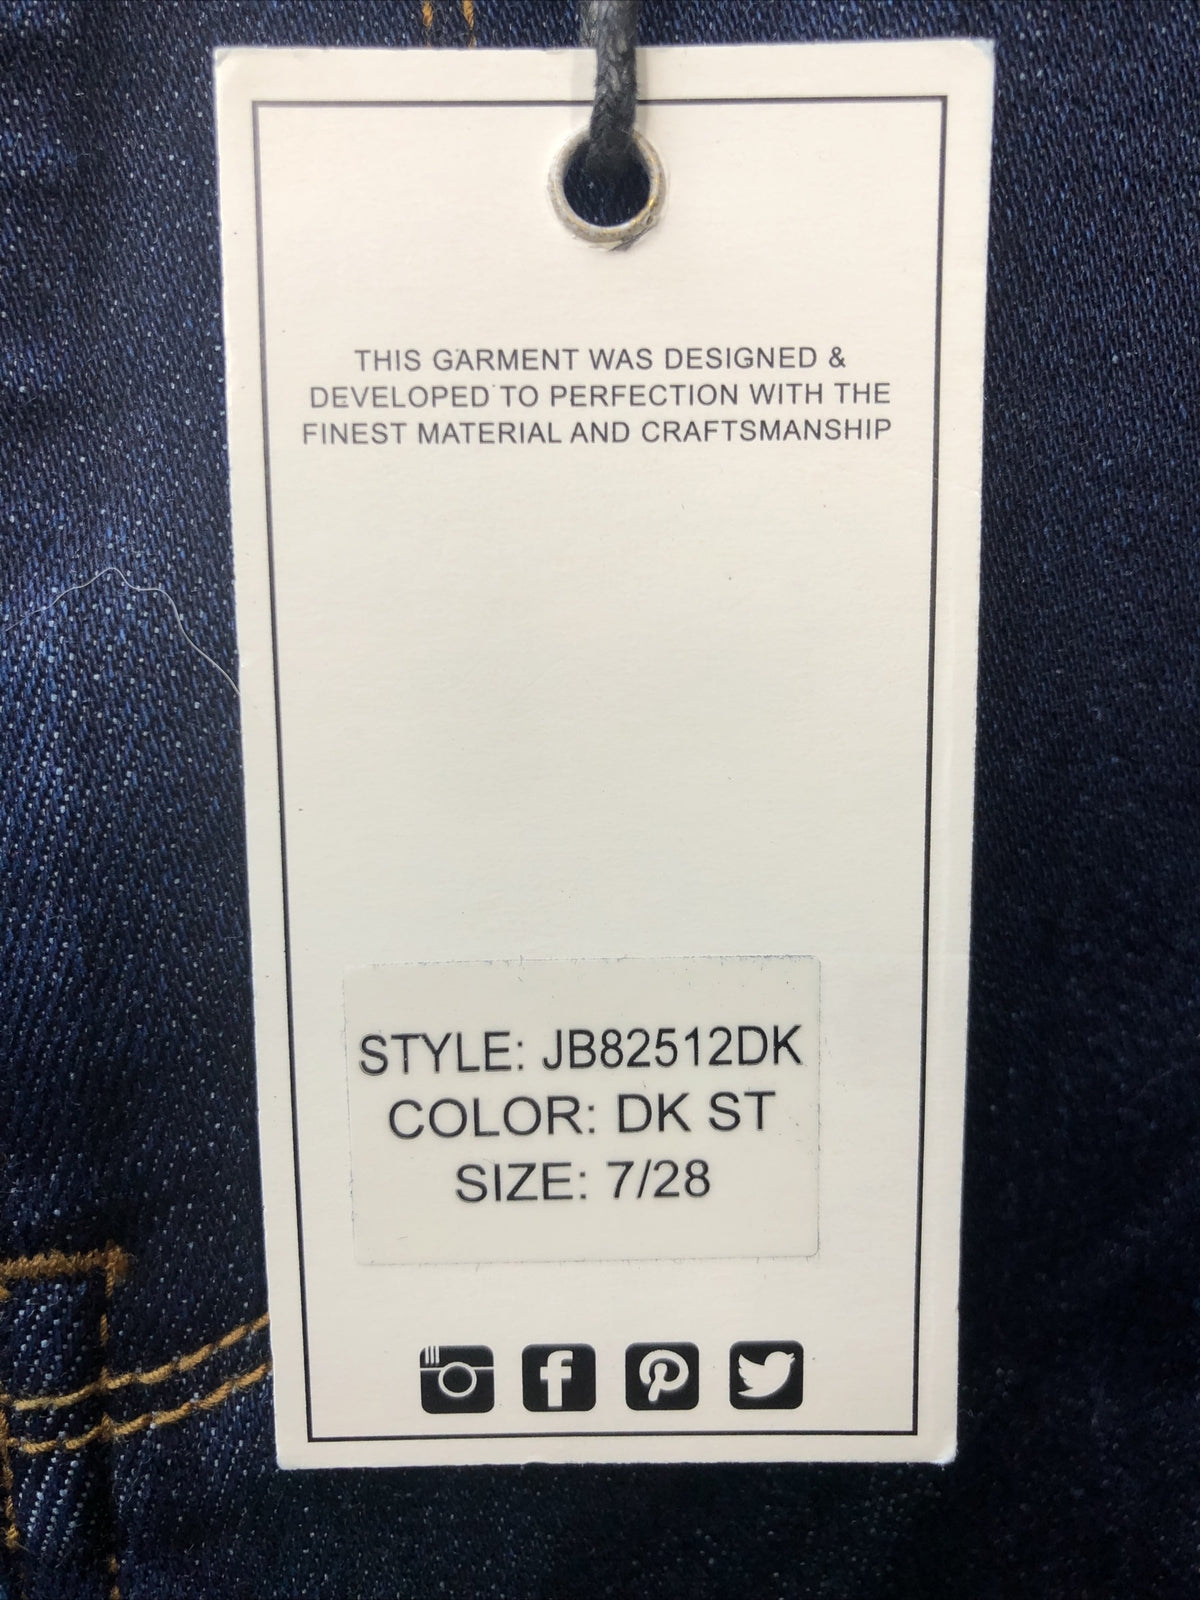 THIS GARMENT WAS DESIGNED &
DEVELOPED TO PERFECTION WITH THE
FINEST MATERIAL AND CRAFTSMANSHIP
STYLE: JB82512DK
COLOR: DK ST
SIZE: 7/28